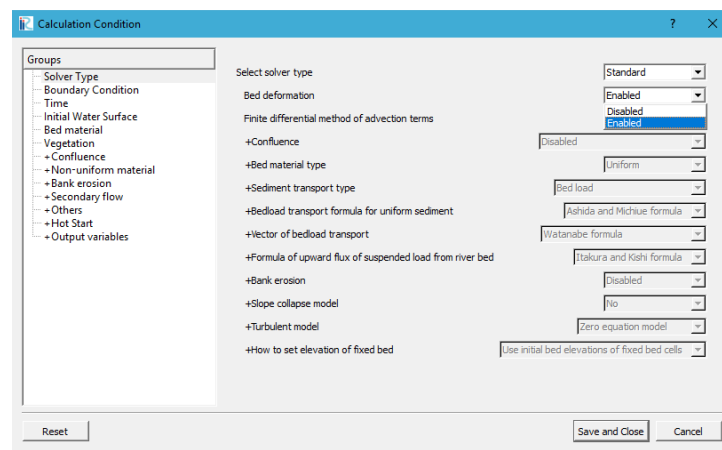 Calculation Condition ? X
Groups
Solver Type
Boundary Condition
Time
Initial Water Surface
Bed material
Vegetation
+Confluence
+Non-uniform material
+Bank erosion
+Secondary flow
+Others
+Hot Start
+Output variables
Select solver type Standard
Bed deformation Enabled
Disabled
Finite differential method of advection terms Enabled
+Confluence Disabled
+Bed material type Uniform
+Sediment transport type Bed load
+Bedload transport formula for uniform sediment Ashida and Michiue formula
+Vector of bedload transport Watanabe formula
+Formula of upward flux of suspended load from river bed Itakura and Kishi formula
+Bank erosion Disabled
+Slope collapse model No
+Turbulent model Zero equation model
+How to set elevation of fixed bed Use initial bed elevations of fixed bed cells
Reset Save and Close Cancel